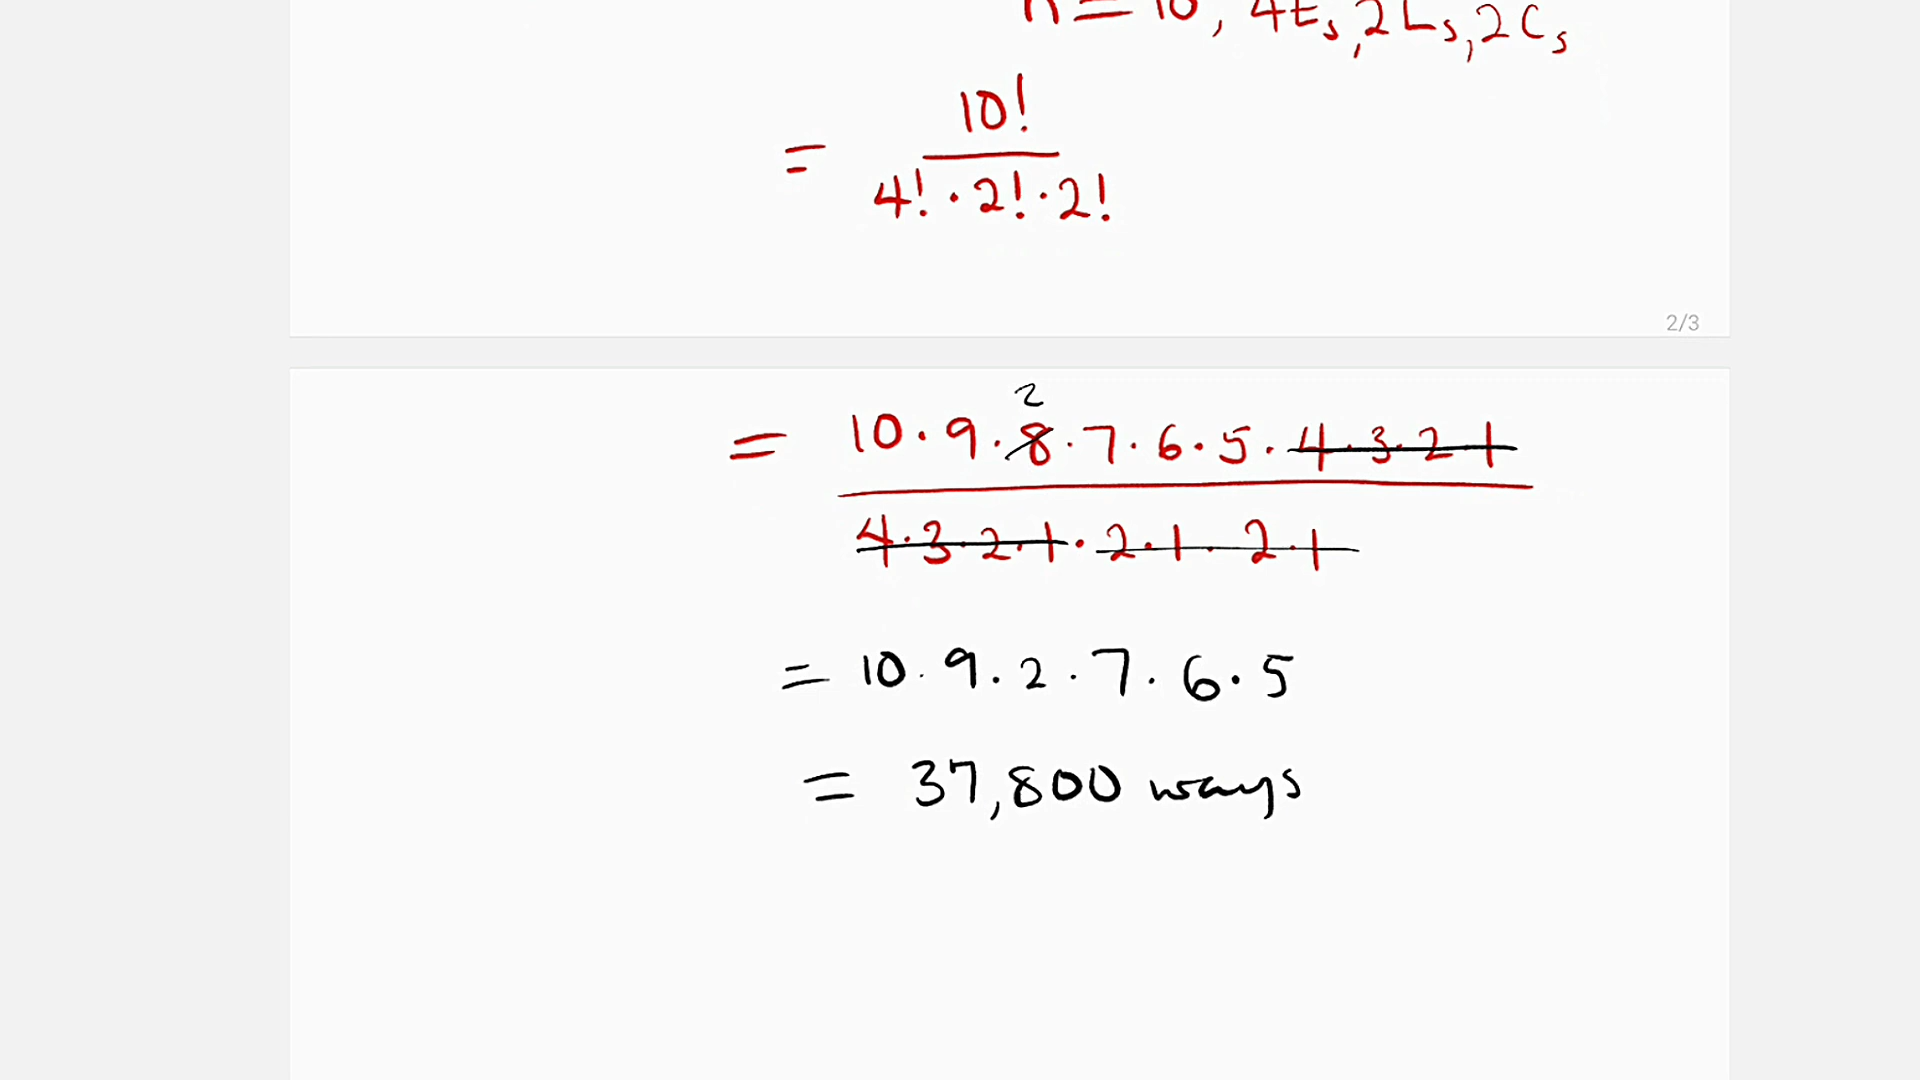 n = 10, 4Es, 2Ls, 2Cs
= 10! / 4! · 2! · 2!
2/3
2
= 10 · 9 · 8 · 7 · 6 · 5 · 4 · 3 · 2 1
4 · 3 · 2 · 1 · 2 · 1 · 2 · 1
= 10 · 9 · 2 · 7 · 6 · 5
= 37,800 ways